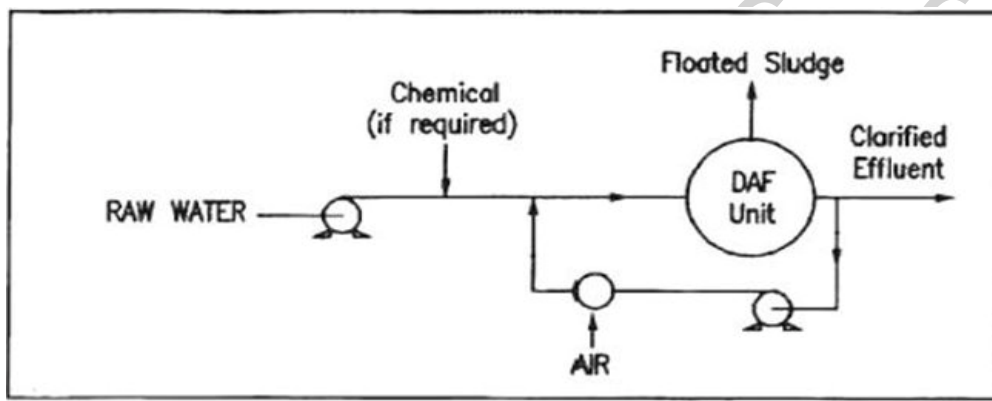 Floated Sludge
Chemical
(if required)
Clarified
Effluent
DAF
Unit
RAW WATER
AIR